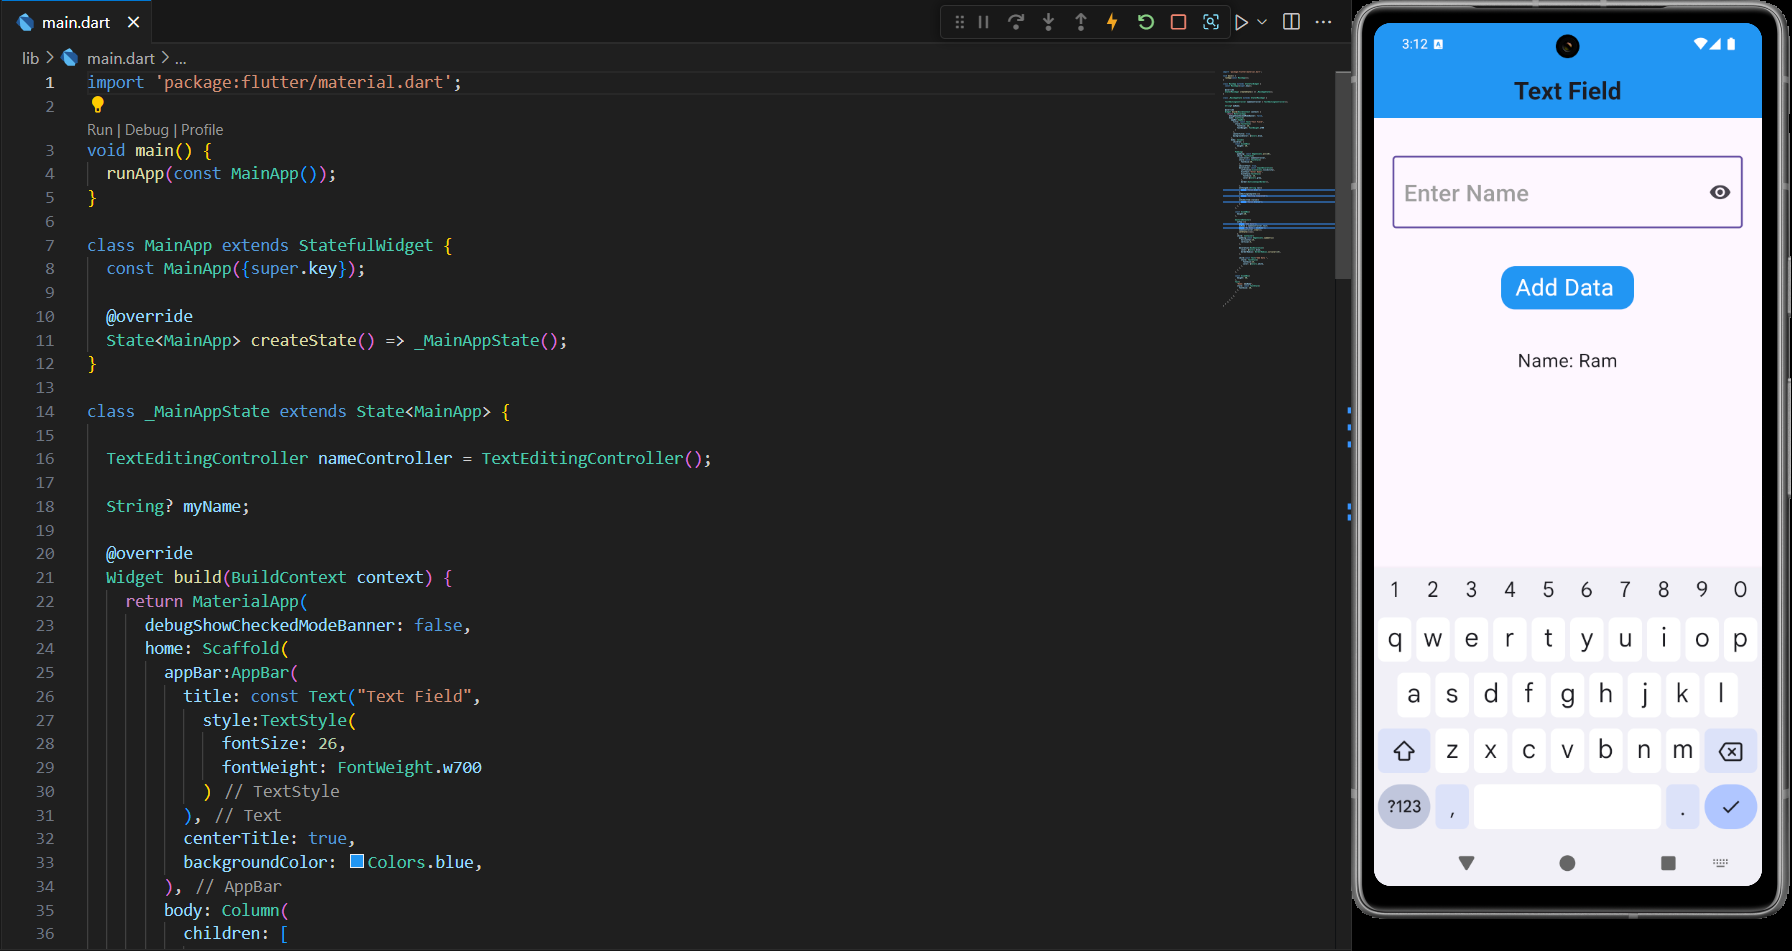 main.dart
lib > main.dart > ...
1 import 'package:flutter/material.dart';
2
Run | Debug | Profile
3 void main() {
4 runApp(const MainApp());
5 }
6
7 class MainApp extends StatefulWidget {
8 const MainApp({super.key});
9
10 @override
11 State<MainApp> createState() => _MainAppState();
12 }
13
14 class _MainAppState extends State<MainApp> {
15
16 TextEditingController nameController = TextEditingController();
17
18 String? myName;
19
20 @override
21 Widget build(BuildContext context) {
22 return MaterialApp(
23 debugShowCheckedModeBanner: false,
24 home: Scaffold(
25 appBar:AppBar(
26 title: const Text("Text Field",
27 style:TextStyle(
28 fontSize: 26,
29 fontWeight: FontWeight.w700
30 ) // TextStyle
31 ), // Text
32 centerTitle: true,
33 backgroundColor: Colors.blue,
34 ), // AppBar
35 body: Column(
36 children: [
3:12 A
Text Field
Enter Name
Add Data
Name: Ram
1 2 3 4 5 6 7 8 9 0
q w e r t y u i o p
a s d f g h j k l
z x c v b n m
?123 , .